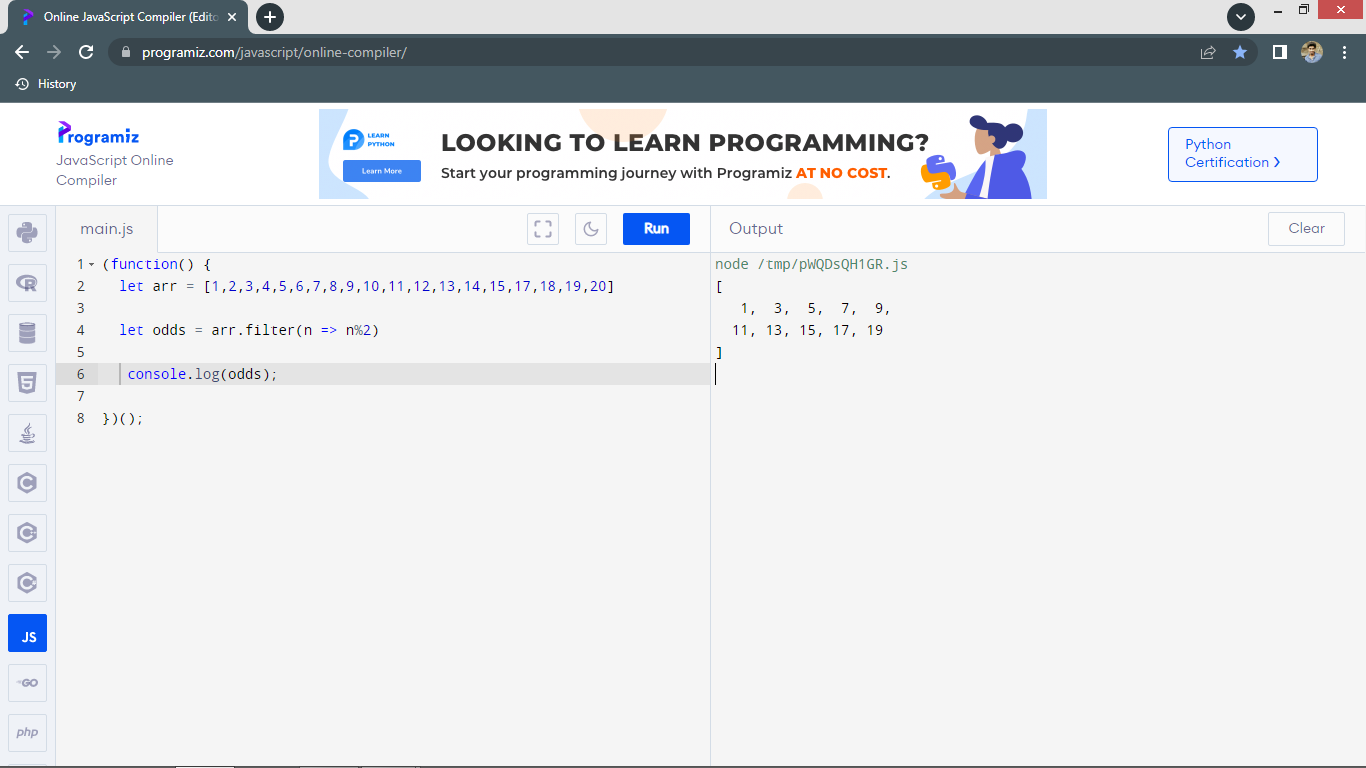 Online JavaScript Compiler (Edito
programiz.com/javascript/online-compiler/
History
Programiz
JavaScript Online
Compiler
LEARN
PYTHON
Learn More
LOOKING TO LEARN PROGRAMMING?
Start your programming journey with Programiz AT NO COST.
Python
Certification ❯
main.js
Run
Output
Clear
1 (function() {
2 let arr = [1,2,3,4,5,6,7,8,9,10,11,12,13,14,15,17,18,19,20]
3
4 let odds = arr.filter(n => n%2)
5
6 console.log(odds);
7
8 })();
node /tmp/pWQDsQH1GR.js
[
1, 3, 5, 7, 9,
11, 13, 15, 17, 19
]
R
5
C
C
C
JS
GO
php